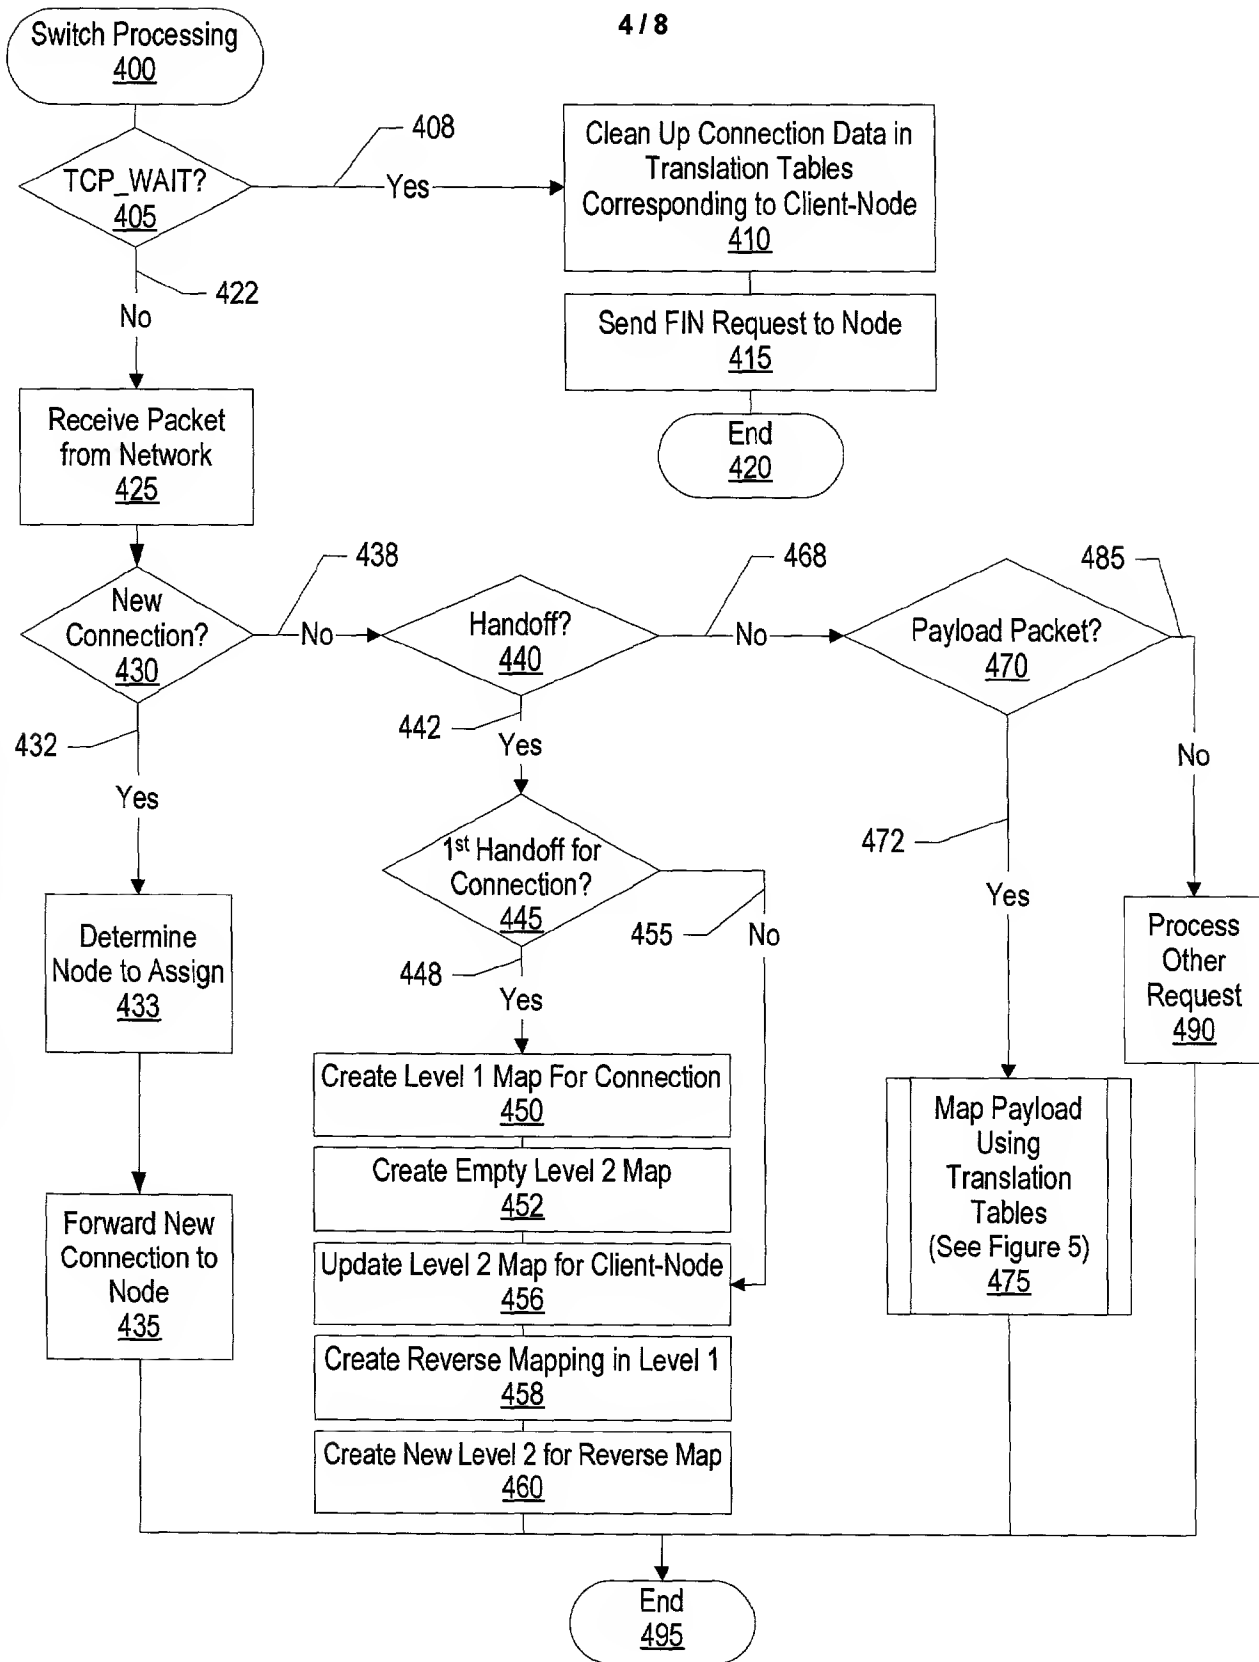 4 / 8
Switch Processing
400
TCP_WAIT?
405
408
Yes
Clean Up Connection Data in
Translation Tables
Corresponding to Client-Node
410
422
No
Send FIN Request to Node
415
End
420
Receive Packet
from Network
425
New
Connection?
430
438
No
Handoff?
440
468
No
Payload Packet?
470
485
432
Yes
442
Yes
472
Yes
No
1st Handoff for
Connection?
445
455
No
448
Yes
Determine
Node to Assign
433
Process
Other
Request
490
Create Level 1 Map For Connection
450
Create Empty Level 2 Map
452
Update Level 2 Map for Client-Node
456
Create Reverse Mapping in Level 1
458
Create New Level 2 for Reverse Map
460
Map Payload
Using
Translation
Tables
(See Figure 5)
475
Forward New
Connection to
Node
435
End
495